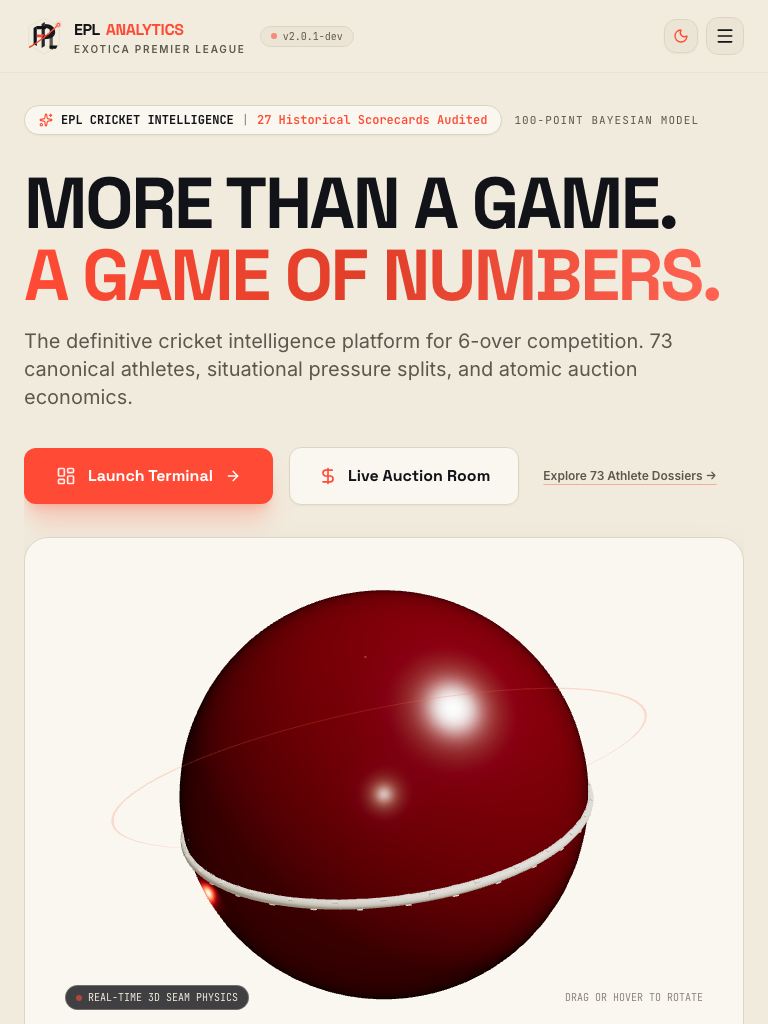 EPL ANALYTICS
EXOTICA PREMIER LEAGUE
v2.0.1-dev
EPL CRICKET INTELLIGENCE | 27 Historical Scorecards Audited
100-POINT BAYESIAN MODEL
MORE THAN A GAME.
A GAME OF NUMBERS.
The definitive cricket intelligence platform for 6-over competition. 73
canonical athletes, situational pressure splits, and atomic auction
economics.
Launch Terminal →
Live Auction Room
Explore 73 Athlete Dossiers →
REAL-TIME 3D SEAM PHYSICS
DRAG OR HOVER TO ROTATE